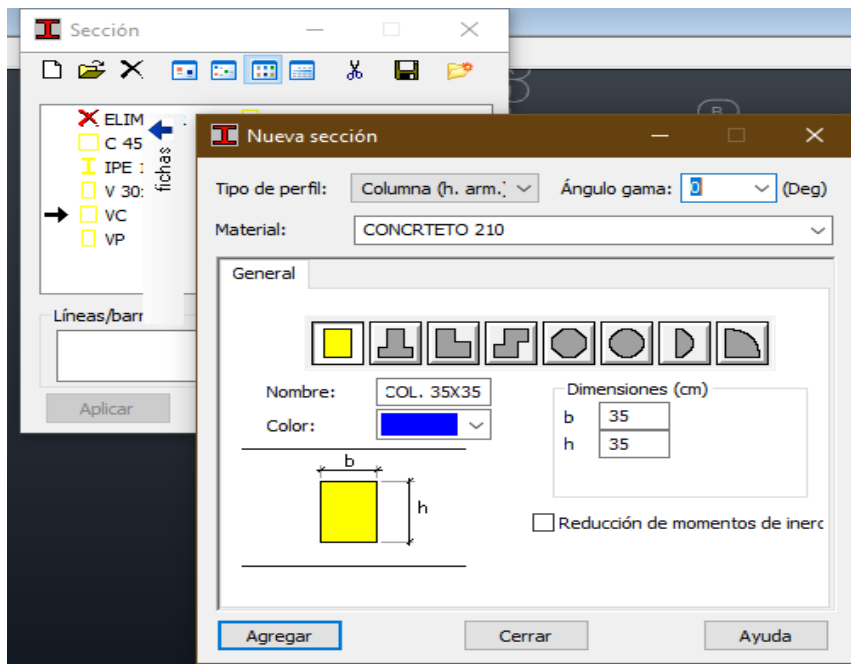 Sección
ELIM
C 45
IPE
V 30:
VC
VP
fichas
Líneas/barr
Aplicar
B
Nueva sección
Tipo de perfil: Columna (h. arm.) Ángulo gama: 0 (Deg)
Material: CONCRTETO 210
General
Nombre: COL. 35X35
Color:
Dimensiones (cm)
b 35
h 35
b
h
Reducción de momentos de inerc
Agregar
Cerrar
Ayuda